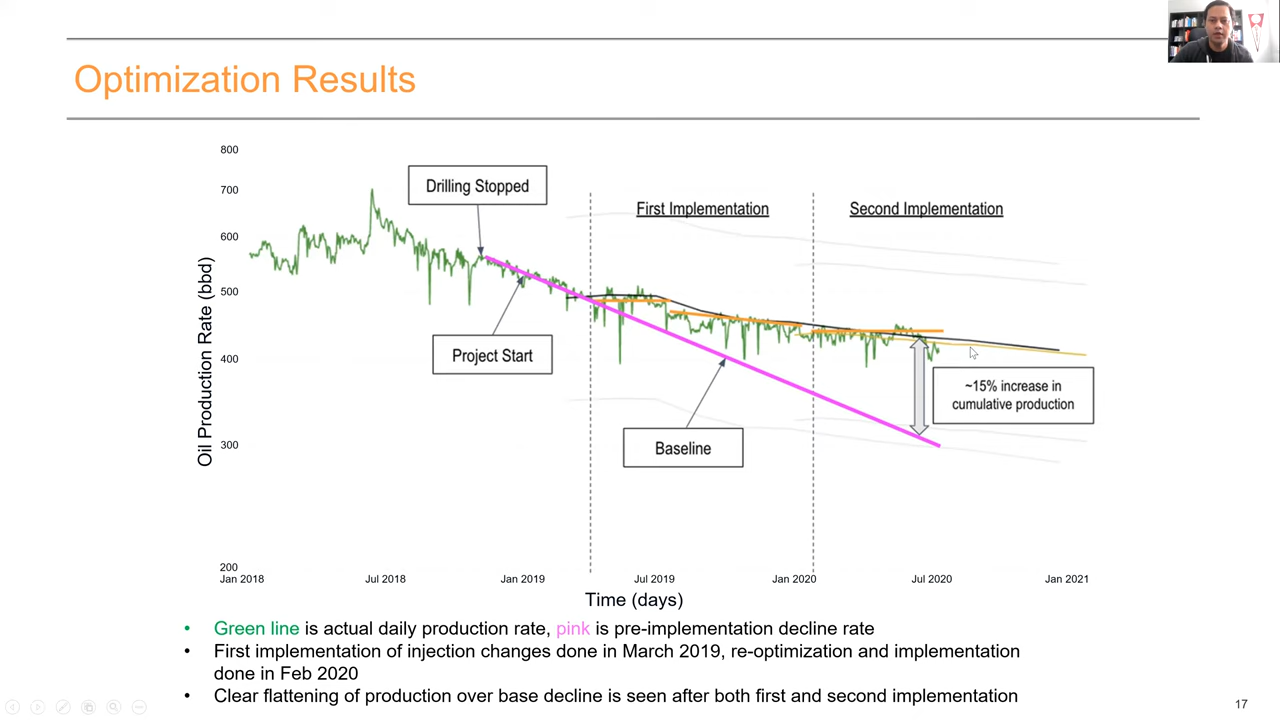 Optimization Results
800
700
600
500
400
300
200
Oil Production Rate (bbd)
Drilling Stopped
First Implementation
Second Implementation
Project Start
Baseline
~15% increase in
cumulative production
Jan 2018
Jul 2018
Jan 2019
Jul 2019
Jan 2020
Jul 2020
Jan 2021
Time (days)
• Green line is actual daily production rate, pink is pre-implementation decline rate
• First implementation of injection changes done in March 2019, re-optimization and implementation
done in Feb 2020
• Clear flattening of production over base decline is seen after both first and second implementation
17